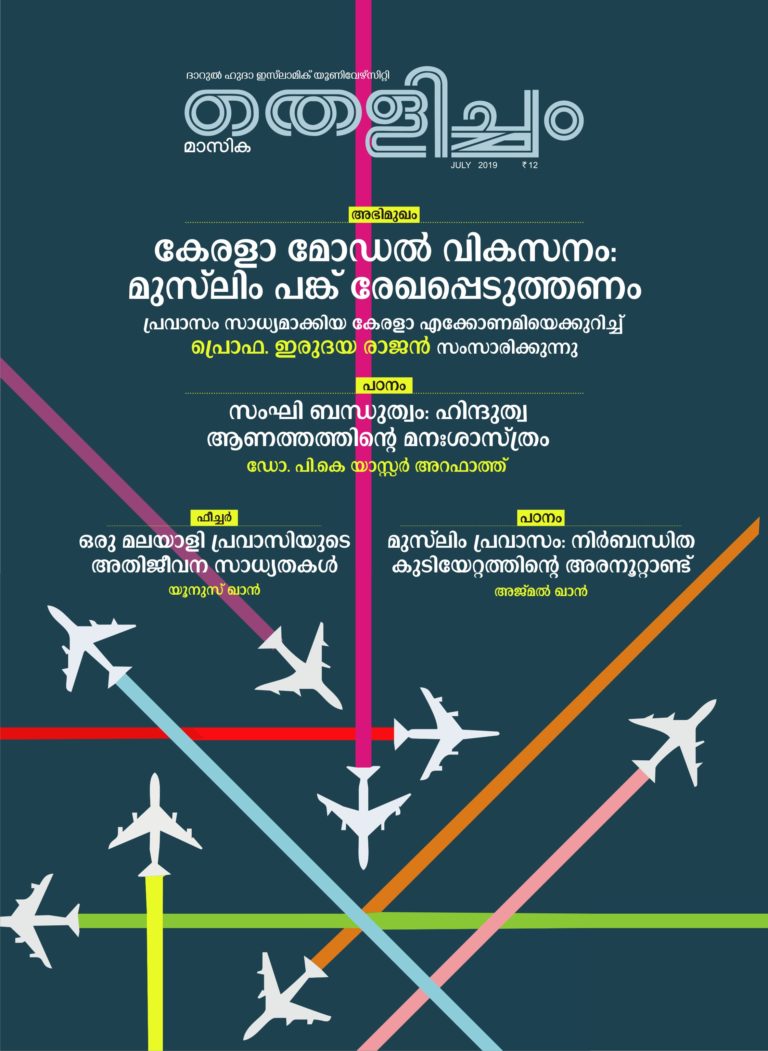 ദാറുൽ ഹുദാ ഇസ്‌ലാമിക് യൂണിവേഴ്സിറ്റി
തെളിച്ചം
മാസിക
JULY 2019 ₹ 12
അഭിമുഖം
കേരളാ മോഡൽ വികസനം:
മുസ്‌ലിം പങ്ക് രേഖപ്പെടുത്തണം
പ്രവാസം സാധ്യമാക്കിയ കേരളാ എക്കോണമിയെക്കുറിച്ച്
പ്രൊഫ. ഇരുദയ രാജൻ സംസാരിക്കുന്നു
പഠനം
സംഘി ബന്ധുത്വം: ഹിന്ദുത്വ
ആണത്തത്തിന്റെ മനഃശാസ്ത്രം
ഡോ. പി.കെ യാസ്സർ അറഫാത്ത്
ഫീച്ചർ
ഒരു മലയാളി പ്രവാസിയുടെ
അതിജീവന സാധ്യതകൾ
യൂനുസ് ഖാൻ
പഠനം
മുസ്‌ലിം പ്രവാസം: നിർബന്ധിത
കുടിയേറ്റത്തിന്റെ അരനൂറ്റാണ്ട്
അജ്മൽ ഖാൻ